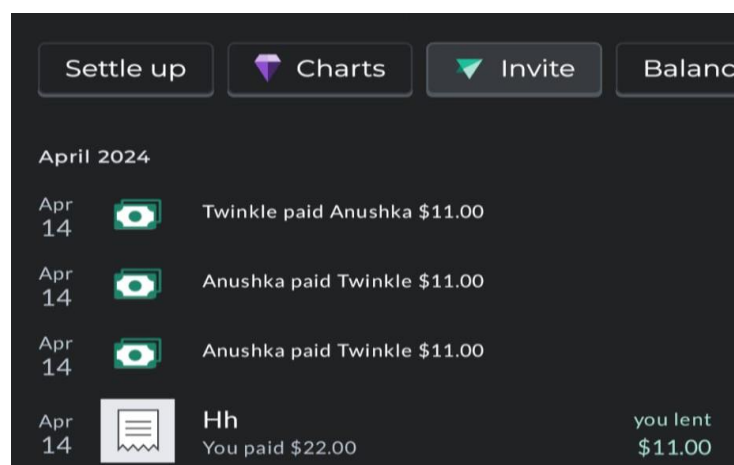 Settle up
Charts
Invite
Balanc
April 2024
Apr
14
Twinkle paid Anushka $11.00
Apr
14
Anushka paid Twinkle $11.00
Apr
14
Anushka paid Twinkle $11.00
Apr
14
Hh
You paid $22.00
you lent
$11.00